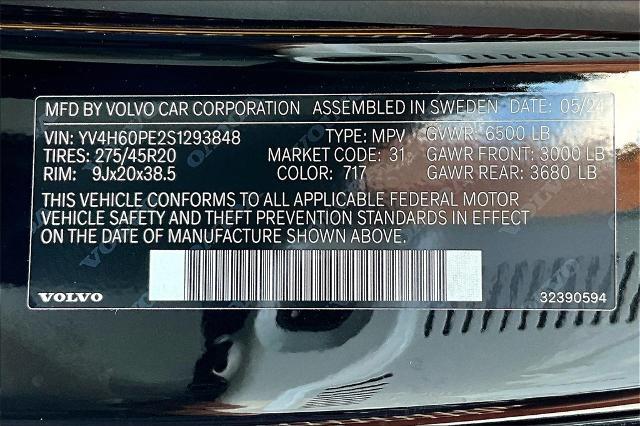 MFD BY VOLVO CAR CORPORATION ASSEMBLED IN SWEDEN 05/24
VIN: YV4H60PE2S1293848 TYPE: MPV GVWR: 6500 LB
TIRES: 275/45R20 MARKET CODE: 31 GAWR FRONT: 3000 LB
RIM: 9Jx20x38.5 COLOR: 717 GAWR REAR: 3680 LB
THIS VEHICLE CONFORMS TO ALL APPLICABLE FEDERAL MOTOR
VEHICLE SAFETY AND THEFT PREVENTION STANDARDS IN EFFECT
ON THE DATE OF MANUFACTURE SHOWN ABOVE.
VOLVO 32390594